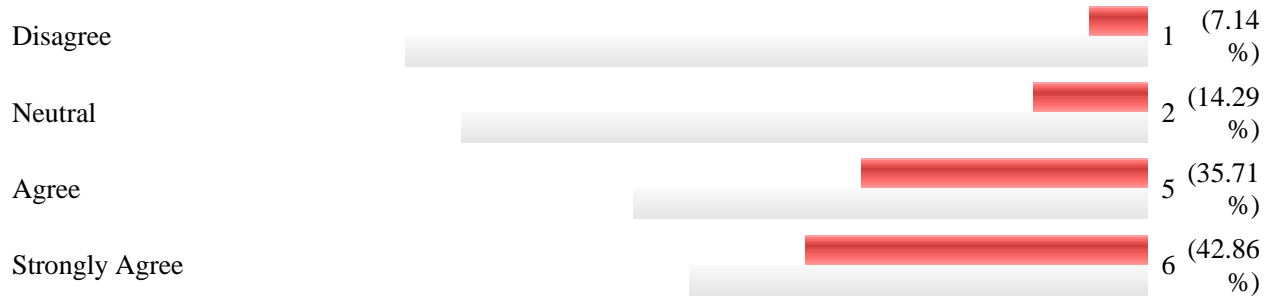 Disagree 1 (7.14 %)
Neutral 2 (14.29 %)
Agree 5 (35.71 %)
Strongly Agree 6 (42.86 %)